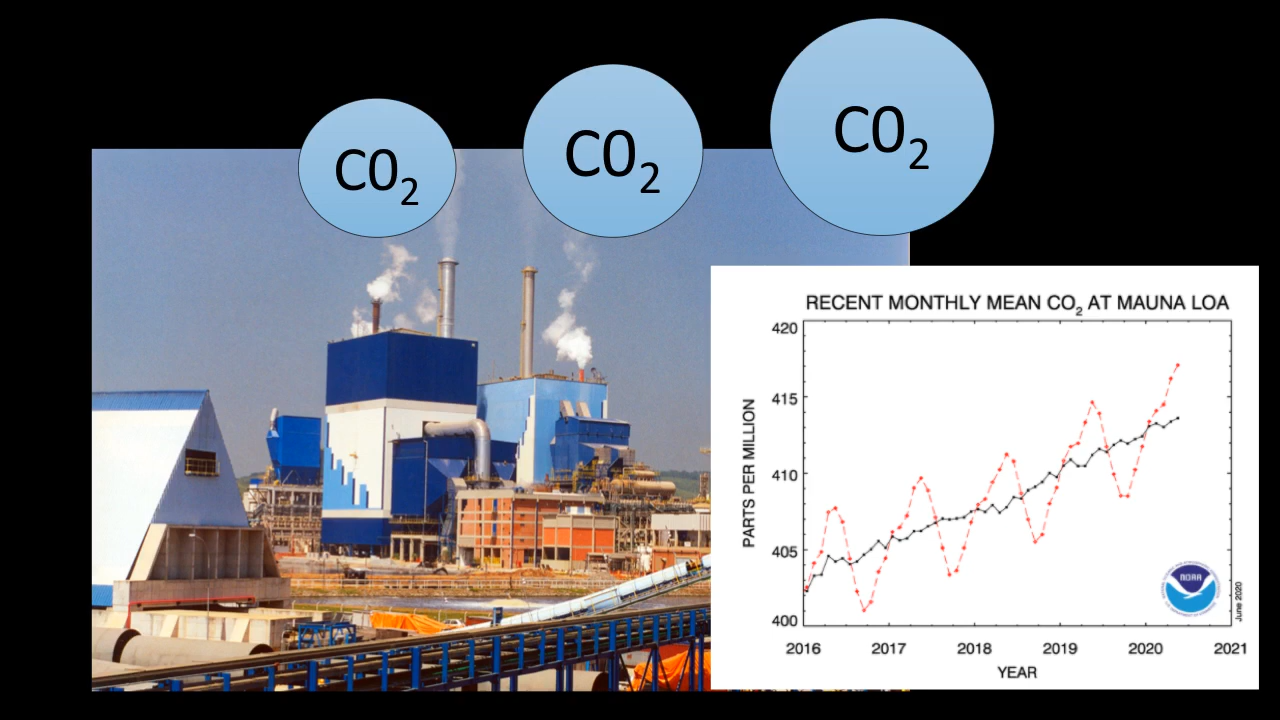 C0₂
C0₂
C0₂
RECENT MONTHLY MEAN CO₂ AT MAUNA LOA
420
415
410
405
400
PARTS PER MILLION
2016 2017 2018 2019 2020 2021
YEAR
NOAA
June 2020